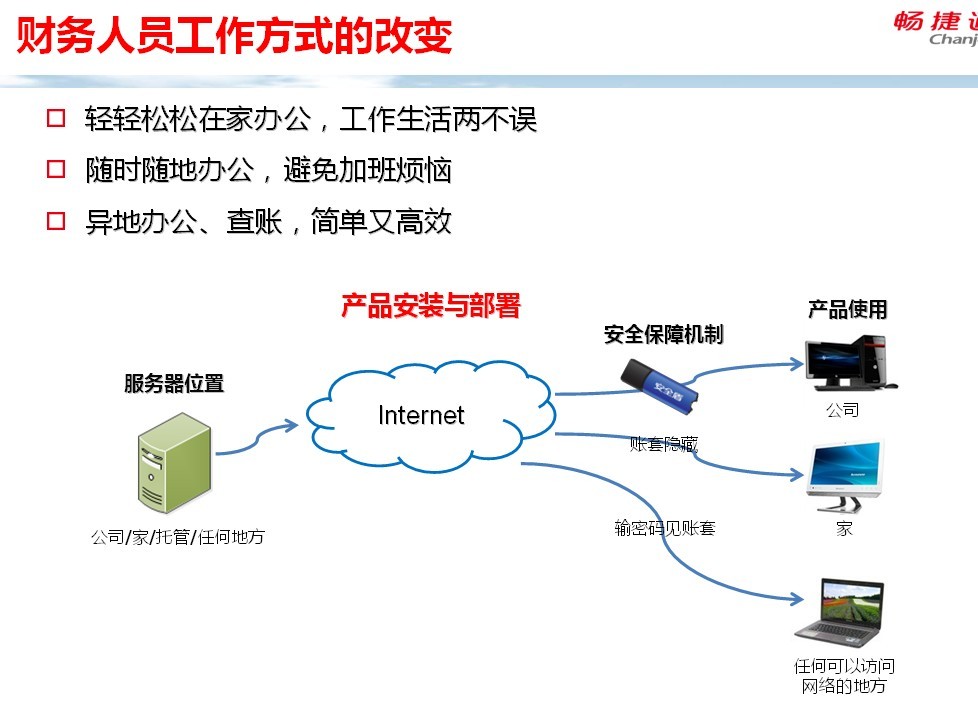 财务人员工作方式的改变
畅捷
Chanj
轻轻松松在家办公，工作生活两不误
随时随地办公，避免加班烦恼
异地办公、查账，简单又高效
产品安装与部署
产品使用
安全保障机制
服务器位置
安全盾
Internet
公司
账套隐藏
输密码见账套
家
公司/家/托管/任何地方
任何可以访问
网络的地方